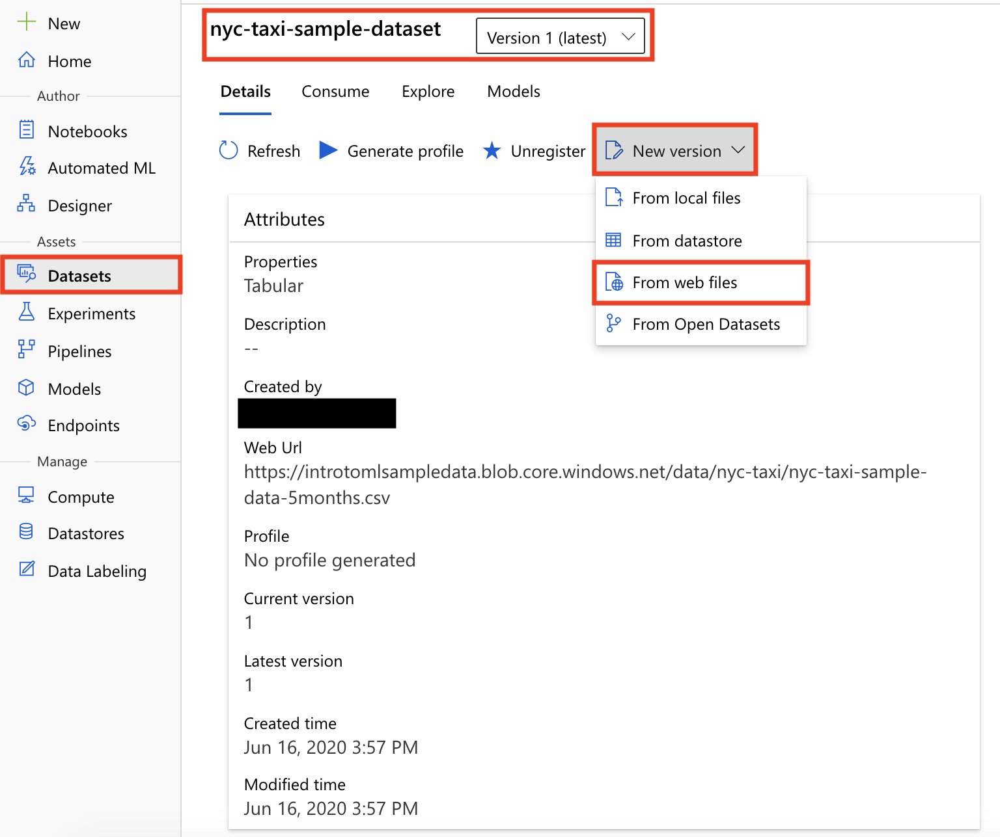 New
Home
Author
Notebooks
Automated ML
Designer
Assets
Datasets
Experiments
Pipelines
Models
Endpoints
Manage
Compute
Datastores
Data Labeling
nyc-taxi-sample-dataset
Version 1 (latest)
Details Consume Explore Models
Refresh Generate profile Unregister New version
From local files
From datastore
From web files
From Open Datasets
Attributes
Properties
Tabular
Description
--
Created by
Web Url
https://introtomlsampledata.blob.core.windows.net/data/nyc-taxi/nyc-taxi-sample-
data-5months.csv
Profile
No profile generated
Current version
1
Latest version
1
Created time
Jun 16, 2020 3:57 PM
Modified time
Jun 16, 2020 3:57 PM